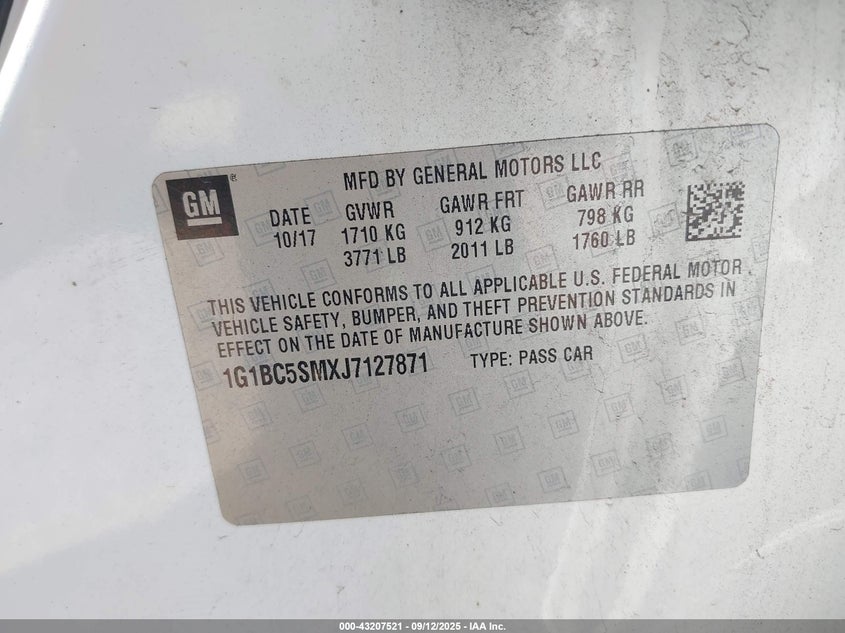 GM
MFD BY GENERAL MOTORS LLC
DATE GVWR GAWR FRT GAWR RR
10/17 1710 KG 912 KG 798 KG
3771 LB 2011 LB 1760 LB
THIS VEHICLE CONFORMS TO ALL APPLICABLE U.S. FEDERAL MOTOR
VEHICLE SAFETY, BUMPER, AND THEFT PREVENTION STANDARDS IN
EFFECT ON THE DATE OF MANUFACTURE SHOWN ABOVE.
1G1BC5SMXJ7127871 TYPE: PASS CAR
000-43207521 - 09/12/2025 - IAA Inc.